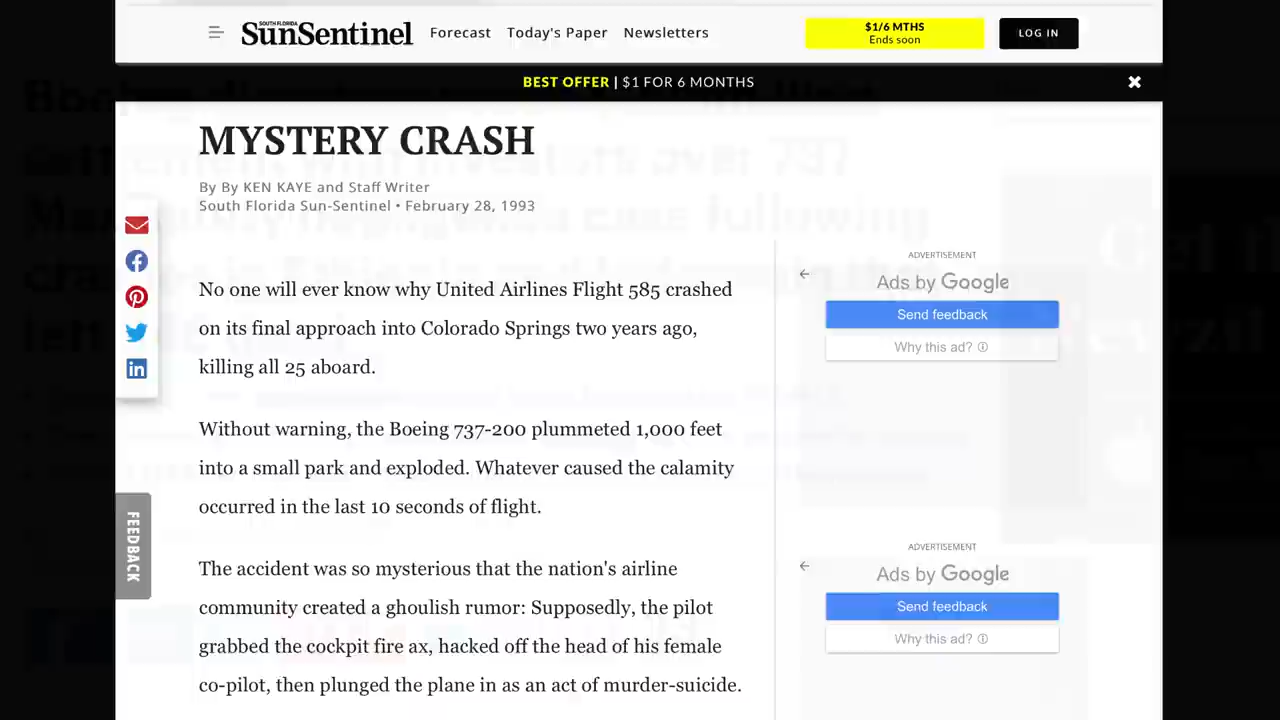 SOUTH FLORIDA
SunSentinel
Forecast Today's Paper Newsletters
$1/6 MTHS
Ends soon
LOG IN
BEST OFFER | $1 FOR 6 MONTHS
MYSTERY CRASH
By By KEN KAYE and Staff Writer
South Florida Sun-Sentinel • February 28, 1993
No one will ever know why United Airlines Flight 585 crashed
on its final approach into Colorado Springs two years ago,
killing all 25 aboard.
Without warning, the Boeing 737-200 plummeted 1,000 feet
into a small park and exploded. Whatever caused the calamity
occurred in the last 10 seconds of flight.
The accident was so mysterious that the nation's airline
community created a ghoulish rumor: Supposedly, the pilot
grabbed the cockpit fire ax, hacked off the head of his female
co-pilot, then plunged the plane in as an act of murder-suicide.
ADVERTISEMENT
Ads by Google
Send feedback
Why this ad?
ADVERTISEMENT
Ads by Google
Send feedback
Why this ad?
FEEDBACK